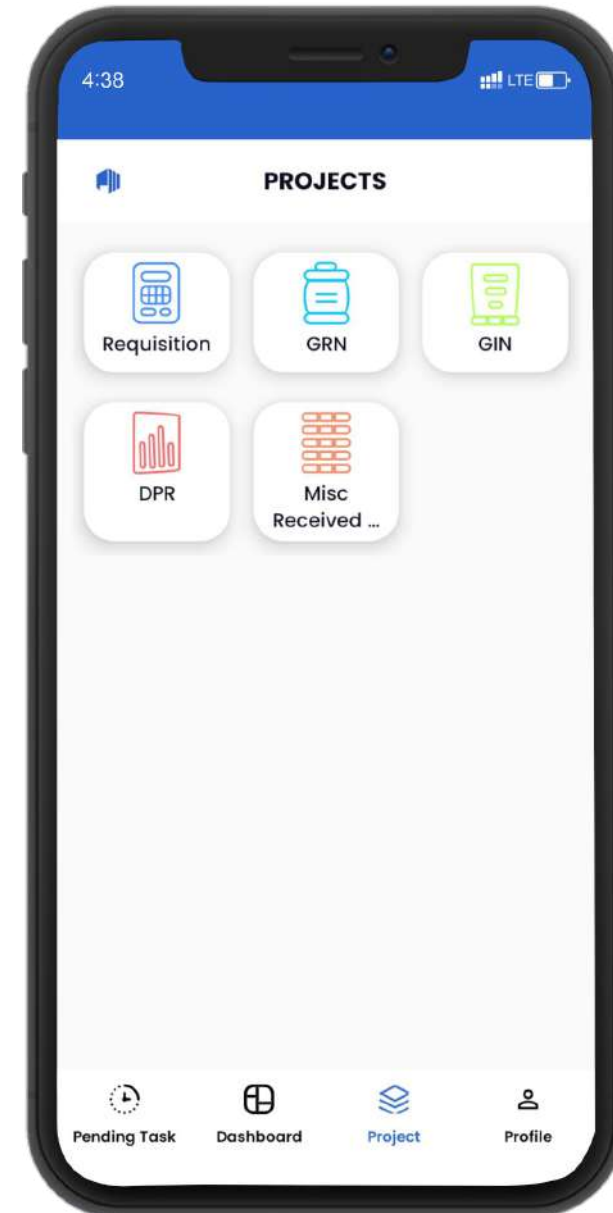 4:38
LTE
PROJECTS
Requisition
GRN
GIN
DPR
Misc
Received ...
Pending Task
Dashboard
Project
Profile